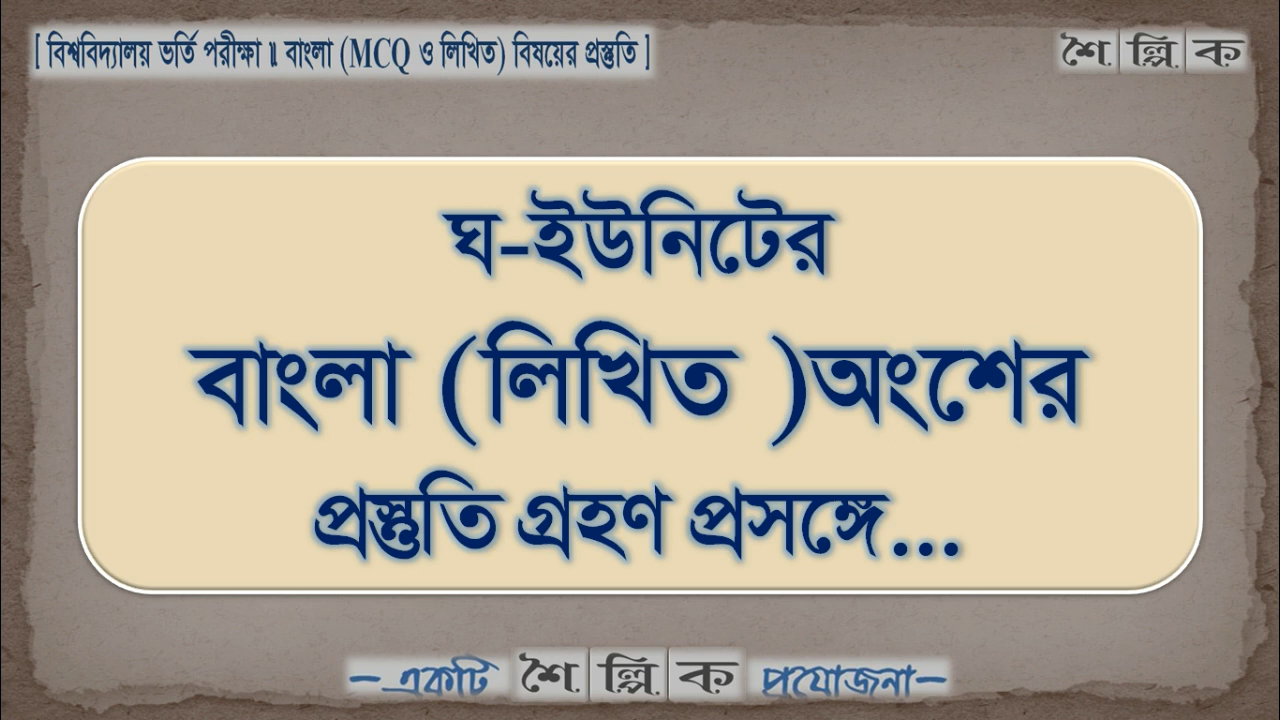 [ বিশ্ববিদ্যালয় ভর্তি পরীক্ষা ॥ বাংলা (MCQ ও লিখিত) বিষয়ের প্রস্তুতি ]
শৈল্পিক
ঘ-ইউনিটের
বাংলা (লিখিত )অংশের
প্রস্তুতি গ্রহণ প্রসঙ্গে...
–একটি শৈল্পিক প্রযোজনা–